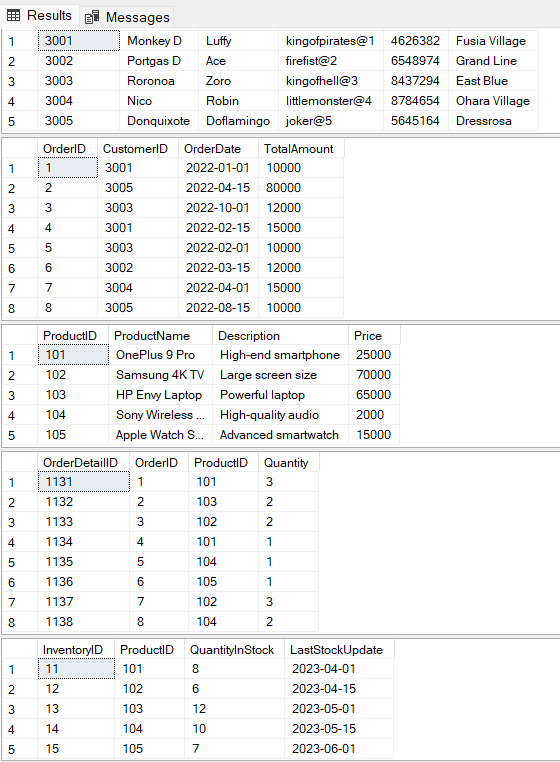 Results Messages
1 3001 Monkey D Luffy kingofpirates@1 4626382 Fusia Village
2 3002 Portgas D Ace firefist@2 6548974 Grand Line
3 3003 Roronoa Zoro kingofhell@3 8437294 East Blue
4 3004 Nico Robin littlemonster@4 8784654 Ohara Village
5 3005 Donquixote Doflamingo joker@5 5645164 Dressrosa
OrderID CustomerID OrderDate TotalAmount
1 1 3001 2022-01-01 10000
2 2 3005 2022-04-15 80000
3 3 3003 2022-10-01 12000
4 4 3001 2022-02-15 15000
5 5 3003 2022-02-01 10000
6 6 3002 2022-03-15 12000
7 7 3004 2022-04-01 15000
8 8 3005 2022-08-15 10000
ProductID ProductName Description Price
1 101 OnePlus 9 Pro High-end smartphone 25000
2 102 Samsung 4K TV Large screen size 70000
3 103 HP Envy Laptop Powerful laptop 65000
4 104 Sony Wireless ... High-quality audio 2000
5 105 Apple Watch S... Advanced smartwatch 15000
OrderDetailID OrderID ProductID Quantity
1 1131 1 101 3
2 1132 2 103 2
3 1133 3 102 2
4 1134 4 101 1
5 1135 5 104 1
6 1136 6 105 1
7 1137 7 102 3
8 1138 8 104 2
InventoryID ProductID QuantityInStock LastStockUpdate
1 11 101 8 2023-04-01
2 12 102 6 2023-04-15
3 13 103 12 2023-05-01
4 14 104 10 2023-05-15
5 15 105 7 2023-06-01